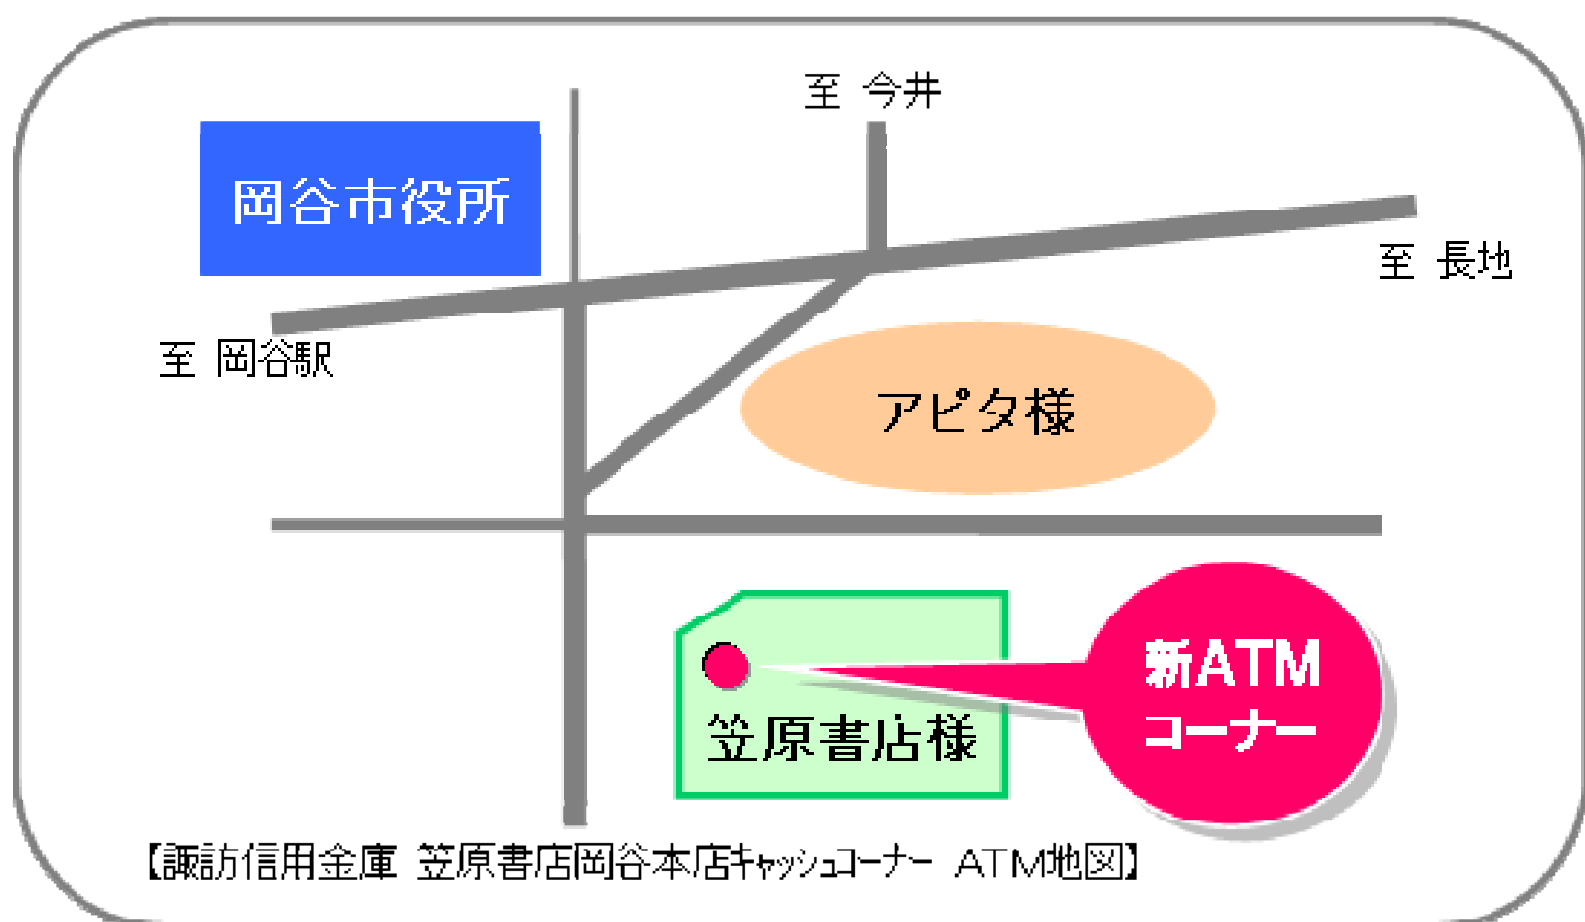 至 今井
岡谷市役所
至 長地
至 岡谷駅
アピタ様
新ATM
コーナー
笠原書店様
【諏訪信用金庫 笠原書店岡谷本店キャッシュコーナー ATM地図】